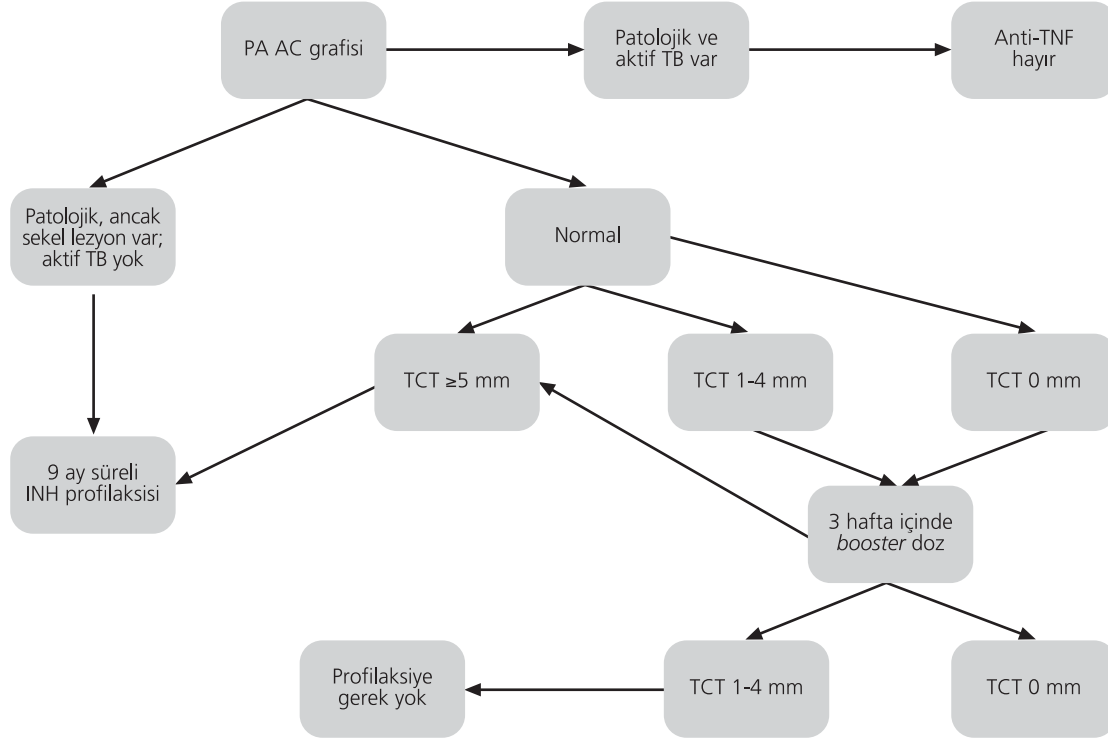 PA AC grafisi
Patolojik ve
aktif TB var
Anti-TNF
hayır
Patolojik, ancak
sekel lezyon var;
aktif TB yok
Normal
TCT ≥5 mm
TCT 1-4 mm
TCT 0 mm
9 ay süreli
INH profilaksisi
3 hafta içinde
booster doz
Profilaksiye
gerek yok
TCT 1-4 mm
TCT 0 mm